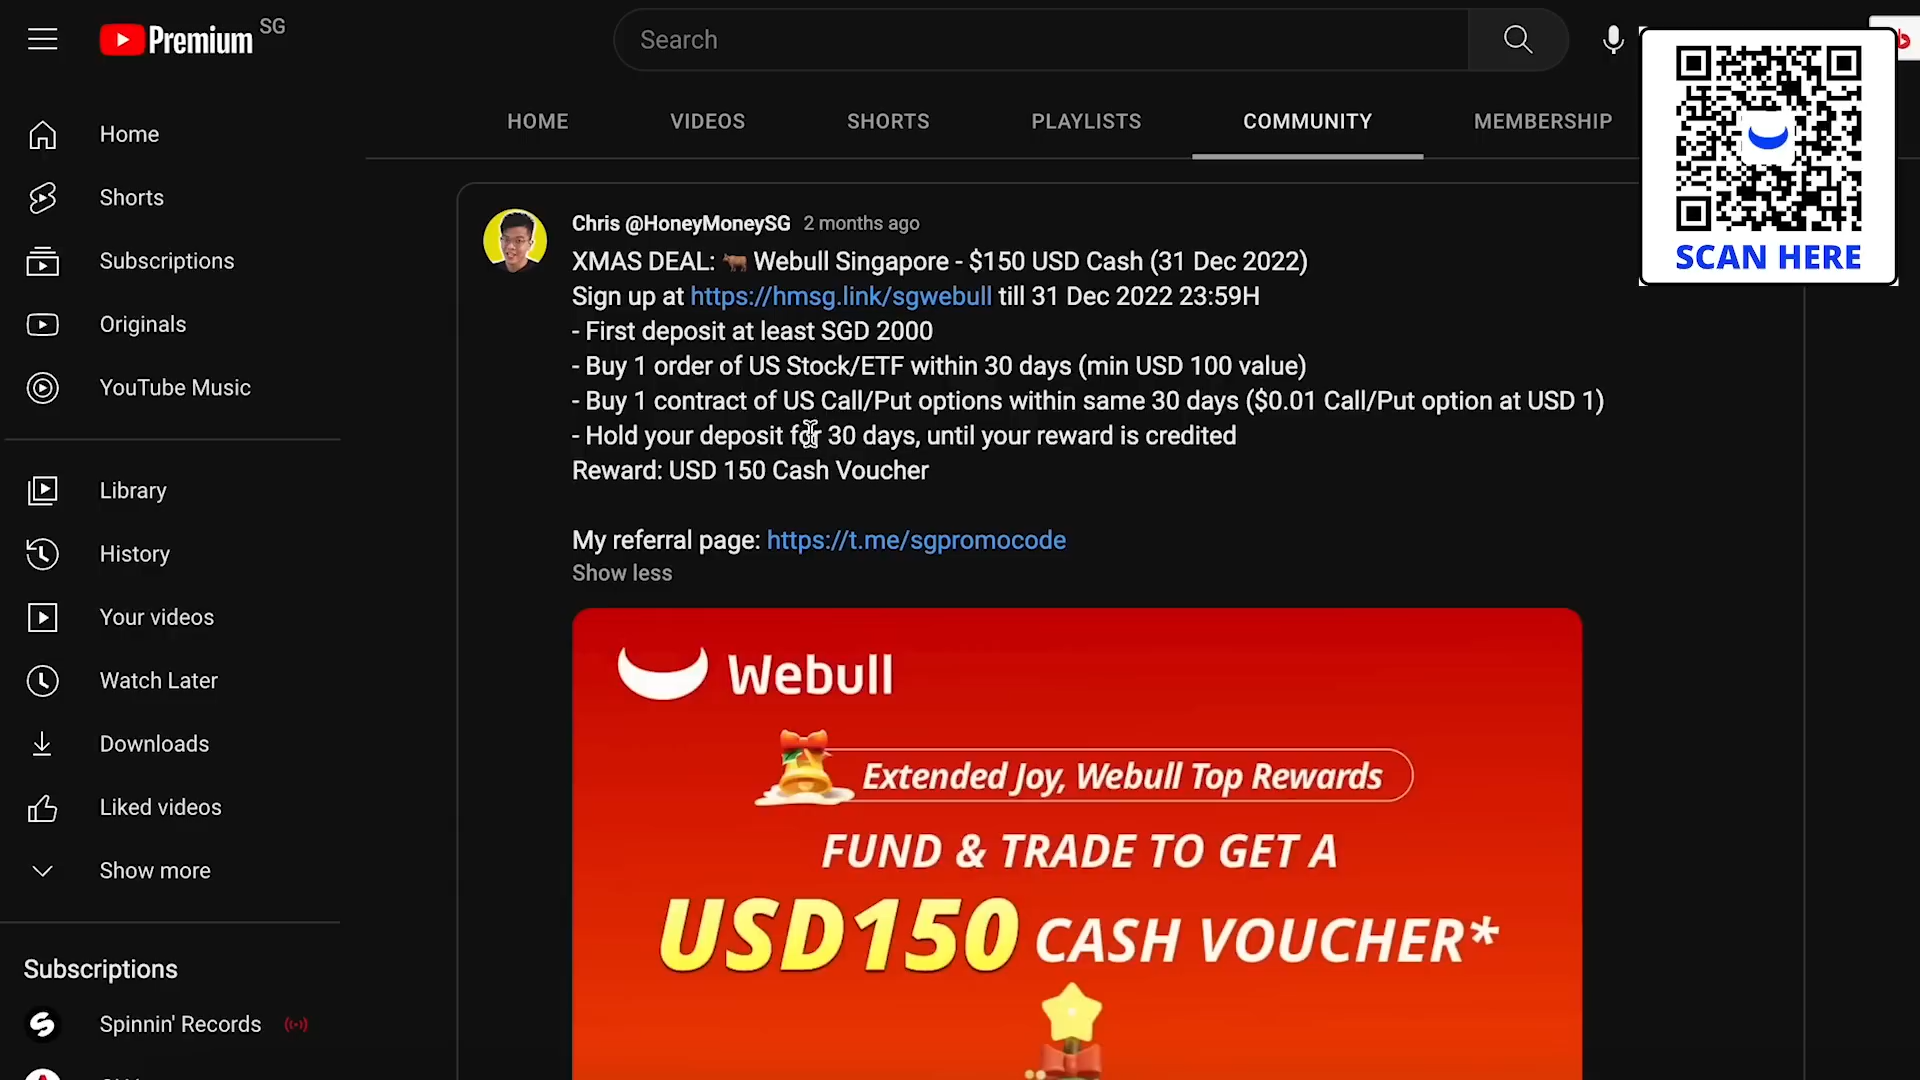 Premium SG
Search
HOME VIDEOS SHORTS PLAYLISTS COMMUNITY MEMBERSHIP
SCAN HERE
Home
Shorts
Subscriptions
Originals
YouTube Music
Library
History
Your videos
Watch Later
Downloads
Liked videos
Show more
Subscriptions
Spinnin' Records
Chris @HoneyMoneySG 2 months ago
XMAS DEAL: 🐂 Webull Singapore - $150 USD Cash (31 Dec 2022)
Sign up at https://hmsg.link/sgwebull till 31 Dec 2022 23:59H
- First deposit at least SGD 2000
- Buy 1 order of US Stock/ETF within 30 days (min USD 100 value)
- Buy 1 contract of US Call/Put options within same 30 days ($0.01 Call/Put option at USD 1)
- Hold your deposit for 30 days, until your reward is credited
Reward: USD 150 Cash Voucher
My referral page: https://t.me/sgpromocode
Show less
Webull
Extended Joy, Webull Top Rewards
FUND & TRADE TO GET A
USD150 CASH VOUCHER*